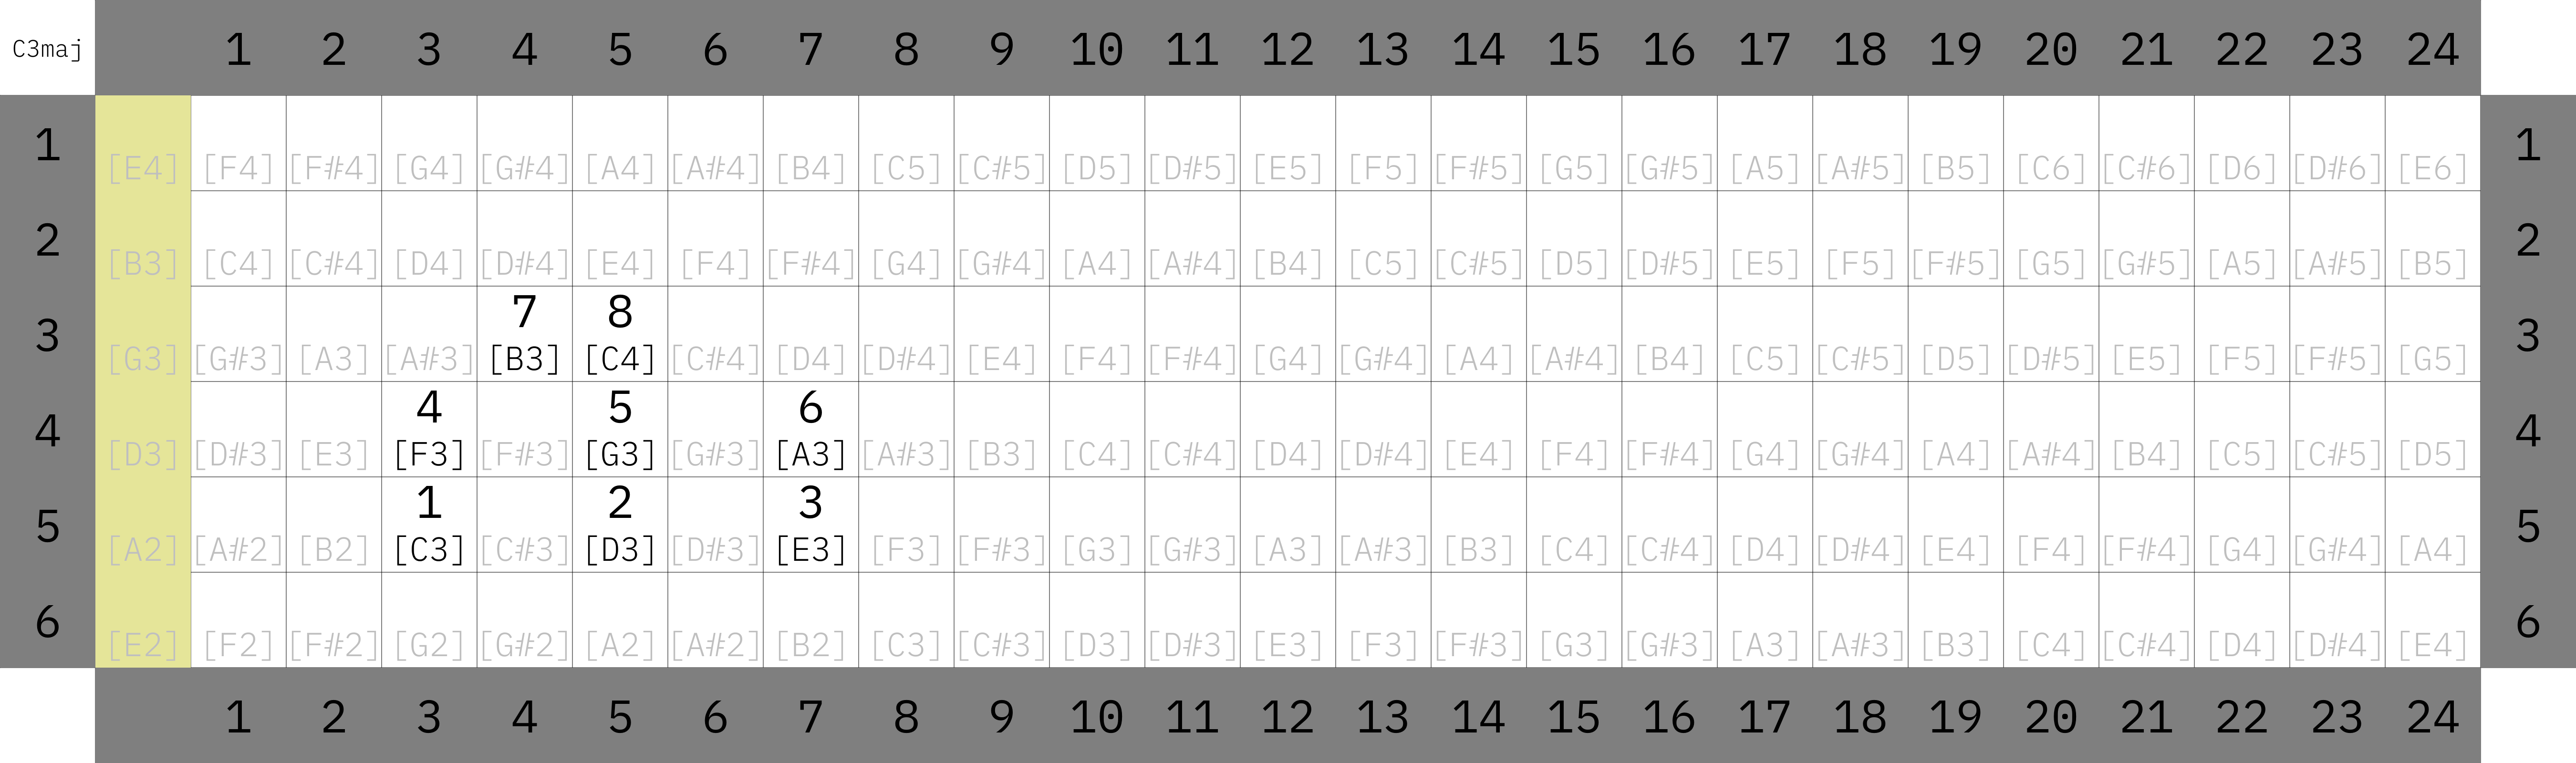 C3maj 1 2 3 4 5 6 7 8 9 10 11 12 13 14 15 16 17 18 19 20 21 22 23 24
1 [E4] [F4] [F#4] [G4] [G#4] [A4] [A#4] [B4] [C5] [C#5] [D5] [D#5] [E5] [F5] [F#5] [G5] [G#5] [A5] [A#5] [B5] [C6] [C#6] [D6] [D#6] [E6] 1
2 [B3] [C4] [C#4] [D4] [D#4] [E4] [F4] [F#4] [G4] [G#4] [A4] [A#4] [B4] [C5] [C#5] [D5] [D#5] [E5] [F5] [F#5] [G5] [G#5] [A5] [A#5] [B5] 2
7 8
3 [G3] [G#3] [A3] [A#3] [B3] [C4] [C#4] [D4] [D#4] [E4] [F4] [F#4] [G4] [G#4] [A4] [A#4] [B4] [C5] [C#5] [D5] [D#5] [E5] [F5] [F#5] [G5] 3
4 5 6
4 [D3] [D#3] [E3] [F3] [F#3] [G3] [G#3] [A3] [A#3] [B3] [C4] [C#4] [D4] [D#4] [E4] [F4] [F#4] [G4] [G#4] [A4] [A#4] [B4] [C5] [C#5] [D5] 4
1 2 3
5 [A2] [A#2] [B2] [C3] [C#3] [D3] [D#3] [E3] [F3] [F#3] [G3] [G#3] [A3] [A#3] [B3] [C4] [C#4] [D4] [D#4] [E4] [F4] [F#4] [G4] [G#4] [A4] 5
6 [E2] [F2] [F#2] [G2] [G#2] [A2] [A#2] [B2] [C3] [C#3] [D3] [D#3] [E3] [F3] [F#3] [G3] [G#3] [A3] [A#3] [B3] [C4] [C#4] [D4] [D#4] [E4] 6
1 2 3 4 5 6 7 8 9 10 11 12 13 14 15 16 17 18 19 20 21 22 23 24